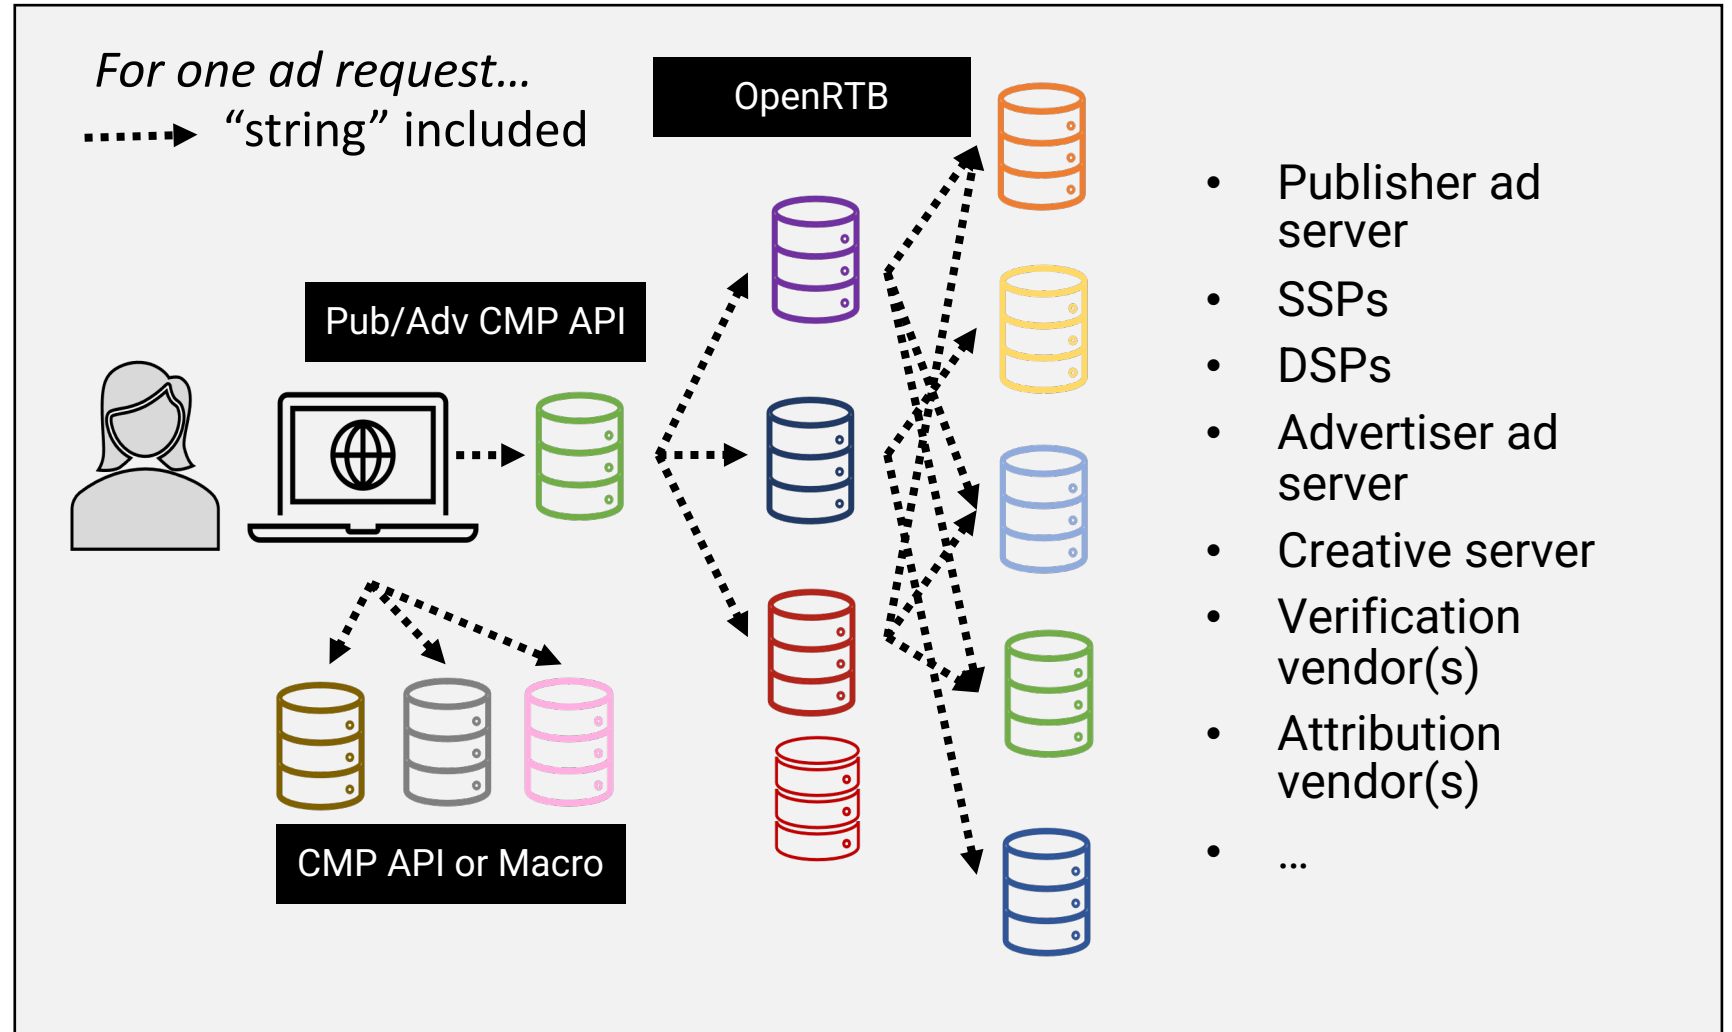 For one ad request...
“string” included
OpenRTB
Pub/Adv CMP API
CMP API or Macro
• Publisher ad
server
• SSPs
• DSPs
• Advertiser ad
server
• Creative server
• Verification
vendor(s)
• Attribution
vendor(s)
• ...